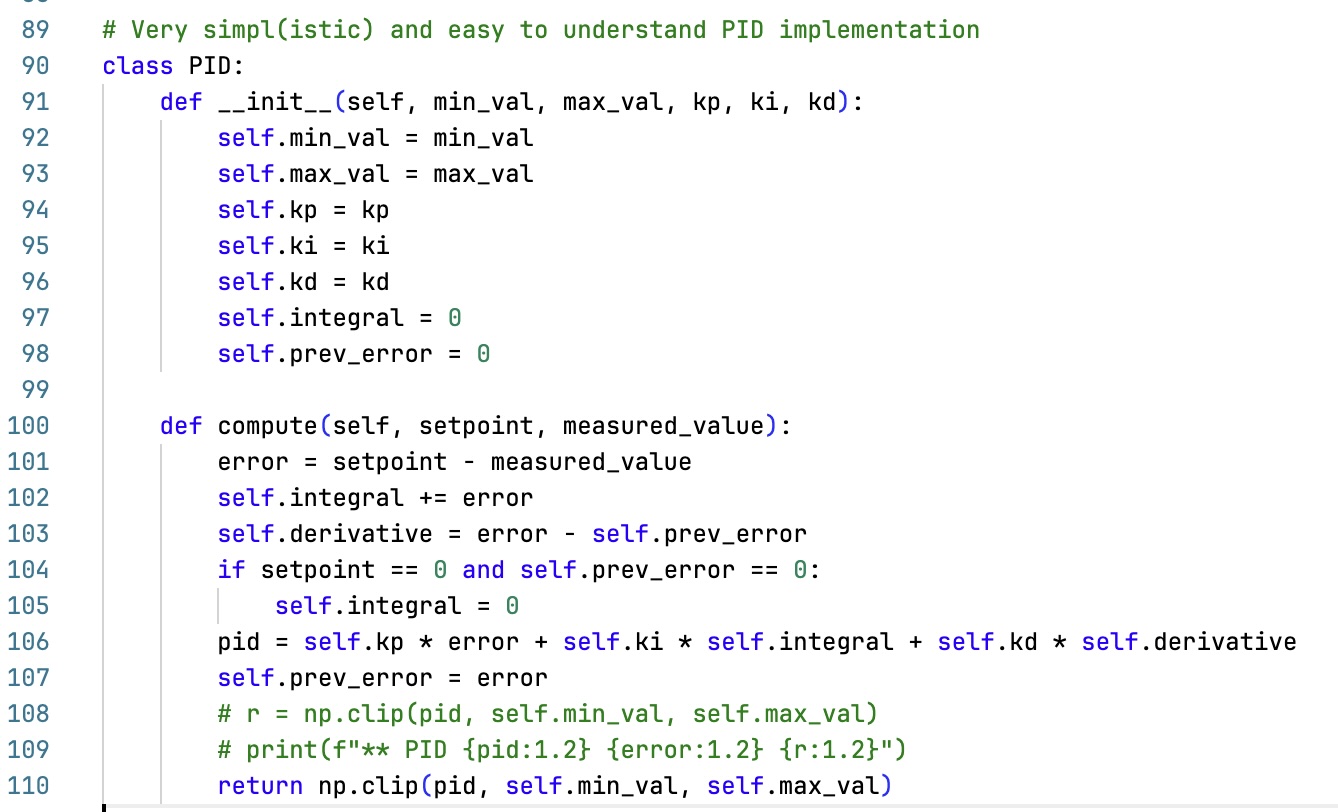 89 # Very simpl(istic) and easy to understand PID implementation
90 class PID:
91     def __init__(self, min_val, max_val, kp, ki, kd):
92         self.min_val = min_val
93         self.max_val = max_val
94         self.kp = kp
95         self.ki = ki
96         self.kd = kd
97         self.integral = 0
98         self.prev_error = 0
99
100     def compute(self, setpoint, measured_value):
101         error = setpoint - measured_value
102         self.integral += error
103         self.derivative = error - self.prev_error
104         if setpoint == 0 and self.prev_error == 0:
105             self.integral = 0
106         pid = self.kp * error + self.ki * self.integral + self.kd * self.derivative
107         self.prev_error = error
108         # r = np.clip(pid, self.min_val, self.max_val)
109         # print(f"** PID {pid:1.2} {error:1.2} {r:1.2}")
110         return np.clip(pid, self.min_val, self.max_val)